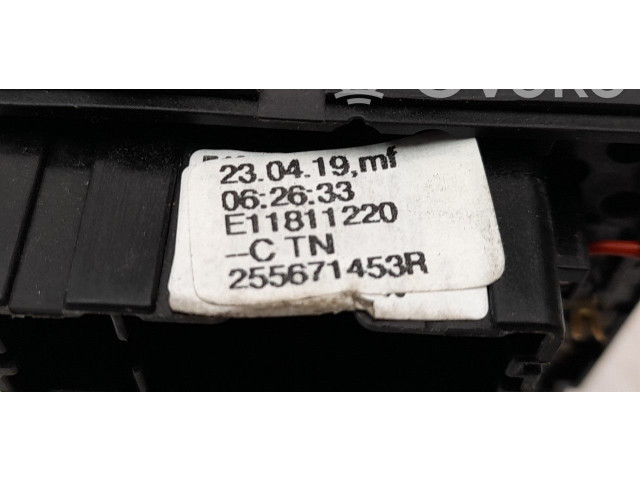 23.04.19,mf
06:26:33
E11811220
--C TN
255671453R